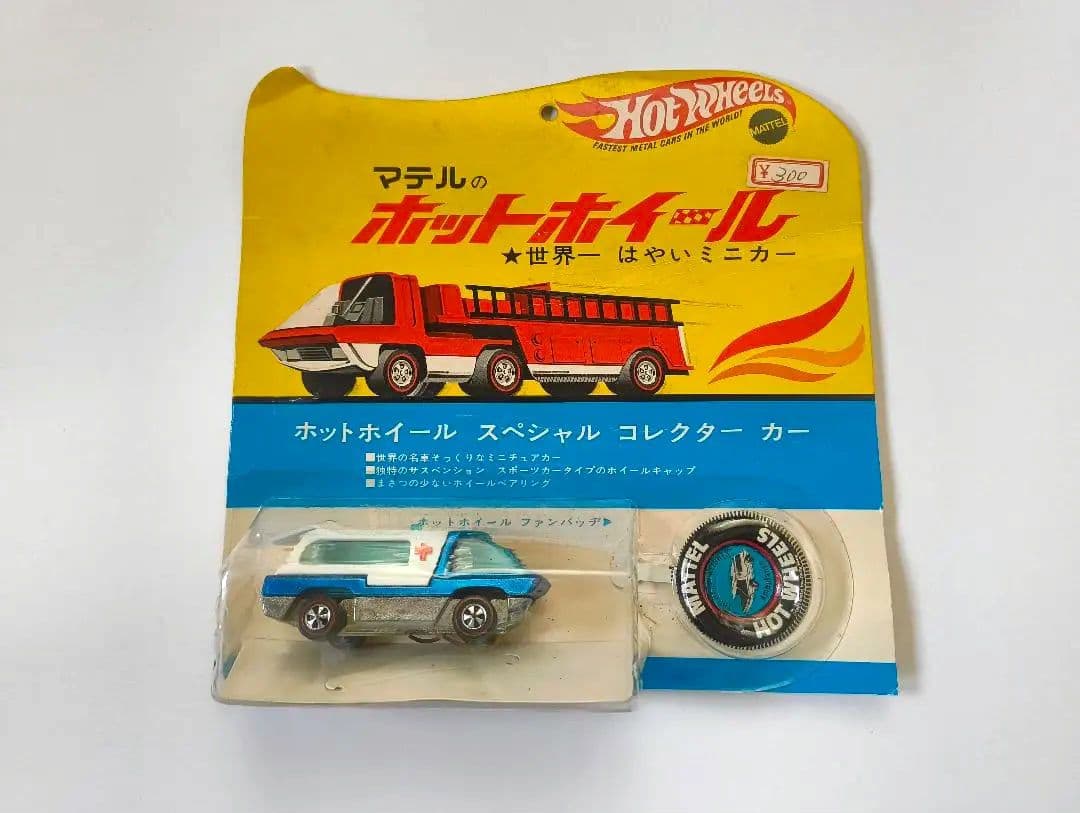 HOT WHEELS
FASTEST METAL CARS IN THE WORLD!
MATTEL
¥300
マテルの
ホットホイール
★世界一 はやいミニカー
ホットホイール スペシャル コレクター カー
■世界の名車そっくりなミニチュアカー
■独特のサスペンション スポーツカータイプのホイールキャップ
■まさつの少ないホイールベアリング
ホットホイール ファンバッヂ▶
MATTEL
HOT WHEELS